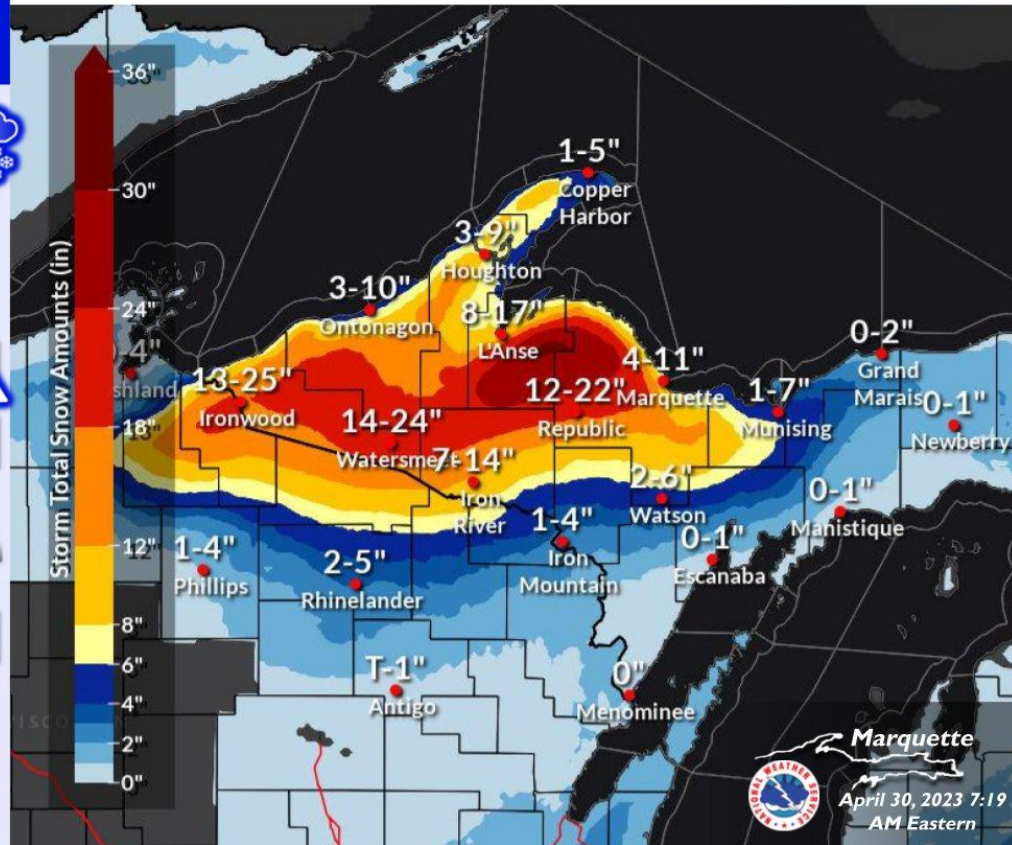 36"
30"
24"
18"
12"
8"
6"
4"
2"
0"
Storm Total Snow Amounts (in)
1-5"
Copper
Harbor
3-9"
Houghton
3-10"
Ontonagon
8-17"
L'Anse
0-2"
Grand
Marais
-4"
shland
13-25"
Ironwood
12-22"
Republic
4-11"
Marquette
1-7"
Munising
0-1"
Newberry
14-24"
7-14"
Iron
River
2-6"
Watson
0-1"
Manistique
1-4"
Phillips
2-5"
Rhinelander
1-4"
Iron
Mountain
0-1"
Escanaba
T-1"
Antigo
0"
Menominee
Marquette
NATIONAL WEATHER SERVICE
April 30, 2023 7:19
AM Eastern